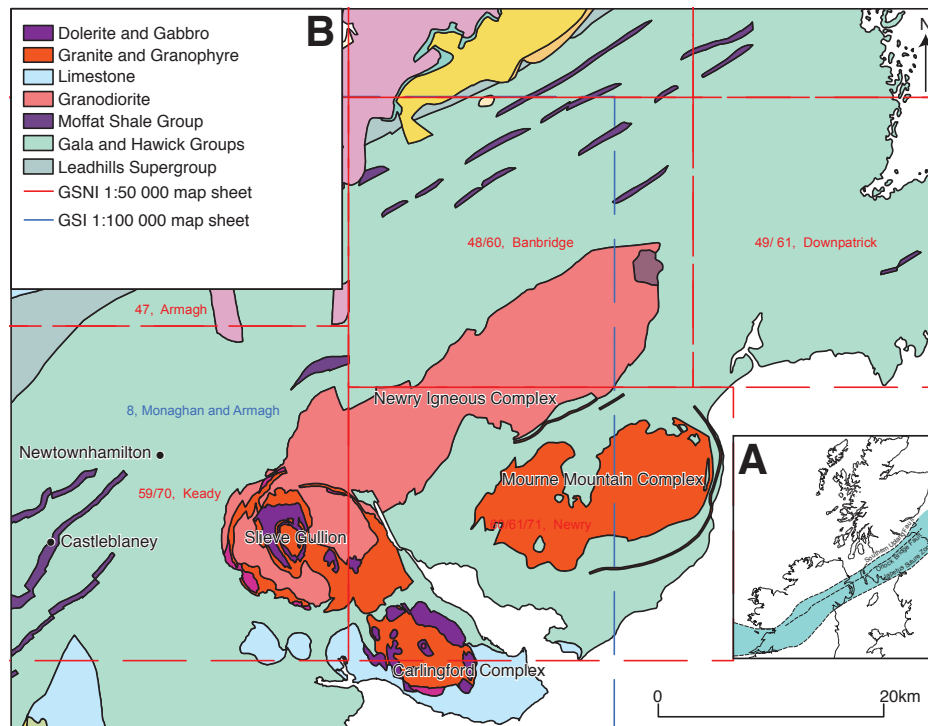 B
Dolerite and Gabbro
Granite and Granophyre
Limestone
Granodiorite
Moffat Shale Group
Gala and Hawick Groups
Leadhills Supergroup
GSNI 1:50 000 map sheet
GSI 1:100 000 map sheet
N
48/60, Banbridge
49/ 61, Downpatrick
47, Armagh
8, Monaghan and Armagh
Newry Igneous Complex
Newtownhamilton
59/70, Keady
Mourne Mountain Complex
/61/71, Newry
Slieve Gullion
Castleblaney
Carlingford Complex
A
Southern Upland Fault
0
20km